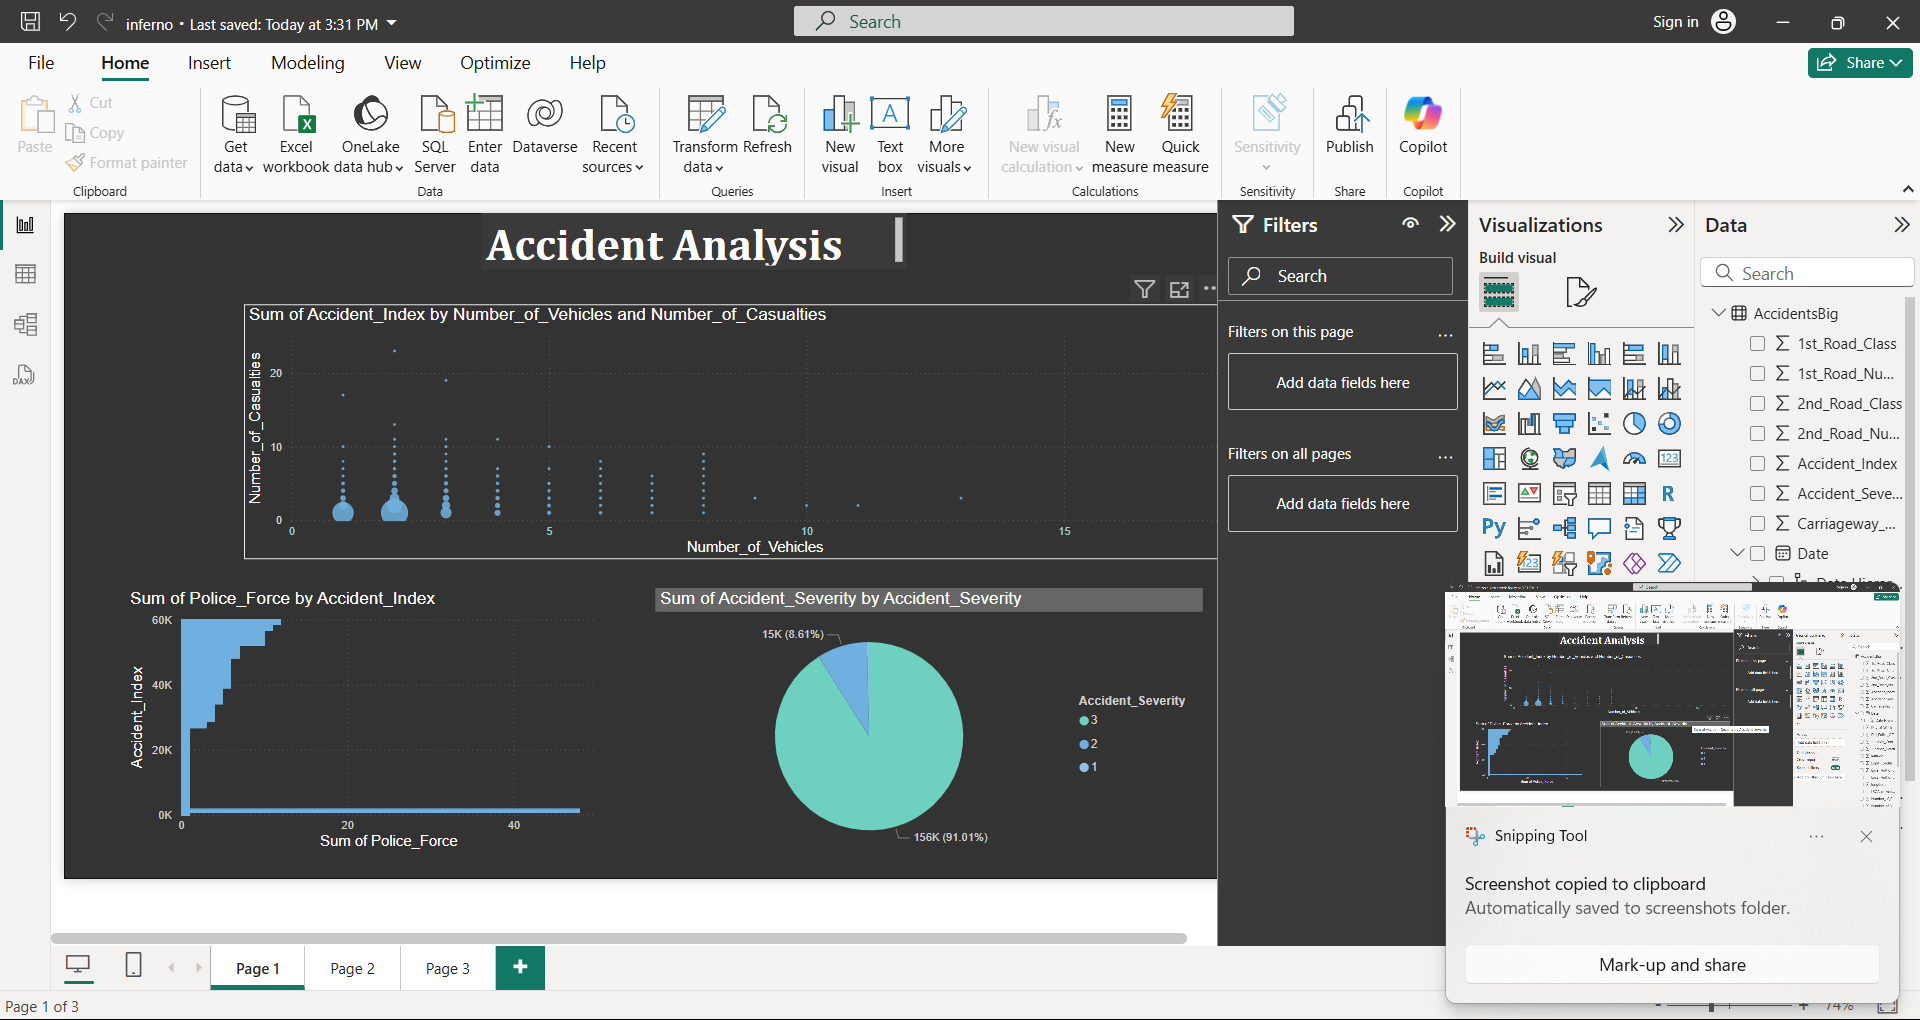 inferno • Last saved: Today at 3:31 PM
Search
Sign in
File Home Insert Modeling View Optimize Help
Share
Paste
Cut
Copy
Format painter
Clipboard
Get data
Excel workbook
OneLake data hub
SQL Server
Enter data
Dataverse
Recent sources
Data
Transform data
Refresh
Queries
New visual
Text box
More visuals
Insert
New visual calculation
New measure
Quick measure
Calculations
Sensitivity
Sensitivity
Publish
Share
Copilot
Copilot
DAX
Accident Analysis
Sum of Accident_Index by Number_of_Vehicles and Number_of_Casualties
Number_of_Casualties
20
10
0
0 5 10 15
Number_of_Vehicles
Sum of Police_Force by Accident_Index
Accident_Index
60K
40K
20K
0K
0 20 40
Sum of Police_Force
Sum of Accident_Severity by Accident_Severity
15K (8.61%)
156K (91.01%)
Accident_Severity
3
2
1
Filters
Search
Filters on this page
...
Add data fields here
Filters on all pages
...
Add data fields here
Visualizations
Build visual
123
R
Py
123
Data
Search
AccidentsBig
1st_Road_Class
1st_Road_Nu...
2nd_Road_Class
2nd_Road_Nu...
Accident_Index
Accident_Seve...
Carriageway_...
Date
Accident Analysis
Snipping Tool
...
Screenshot copied to clipboard
Automatically saved to screenshots folder.
Mark-up and share
Page 1
Page 2
Page 3
+
Page 1 of 3
74%